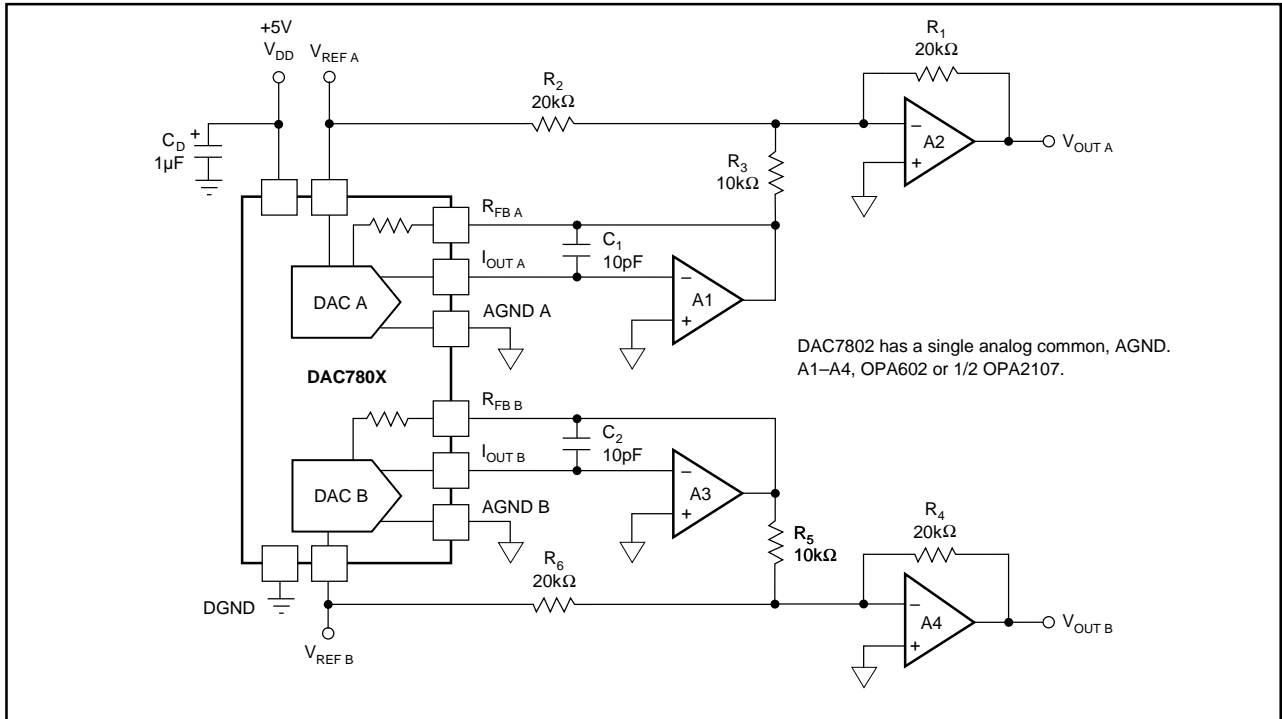 +5V
V_DD
V_REF A
C_D
+
1µF
R_2
20kΩ
R_1
20kΩ
−
A2
+
V_OUT A
R_3
10kΩ
R_FB A
C_1
10pF
I_OUT A
−
A1
+
DAC A
AGND A
DAC7802 has a single analog common, AGND.
A1–A4, OPA602 or 1/2 OPA2107.
DAC780X
R_FB B
C_2
10pF
I_OUT B
−
A3
+
DAC B
AGND B
R_5
10kΩ
R_4
20kΩ
R_6
20kΩ
DGND
−
A4
+
V_OUT B
V_REF B